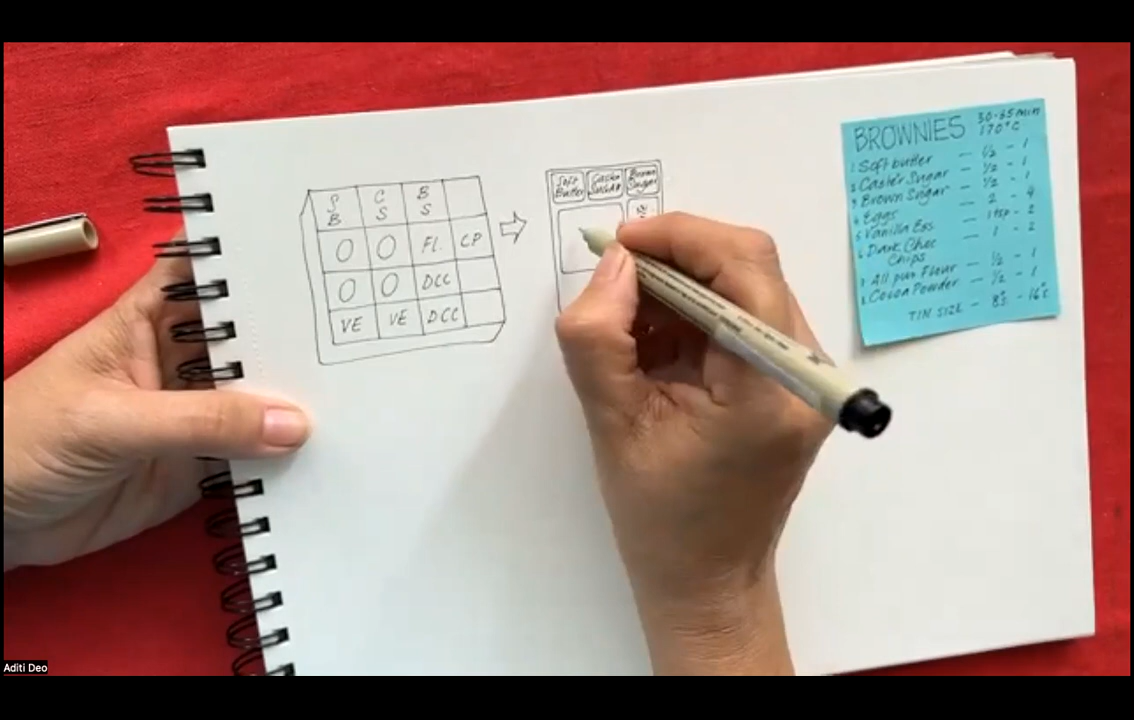 S
B
C
S
B
S
O O FL. CP
O O DCC
VE VE DCC
Soft
Butter
Caster
Sugar
Brown
Sugar
BROWNIES
30-35 min
170°C
1 Soft butter — 1/2 - 1
2 Caster Sugar — 1/2 - 1
3 Brown Sugar — 1/2 - 1
4 Eggs — 2 - 4
5 Vanilla Ess — 1 tsp - 2
6 Dark Choc — 1 - 2
Chips
7 All pur Flour — 1/2 - 1
8 Cocoa Powder — 1/2 - 1
TIN SIZE — 8" - 16"
Aditi Deo